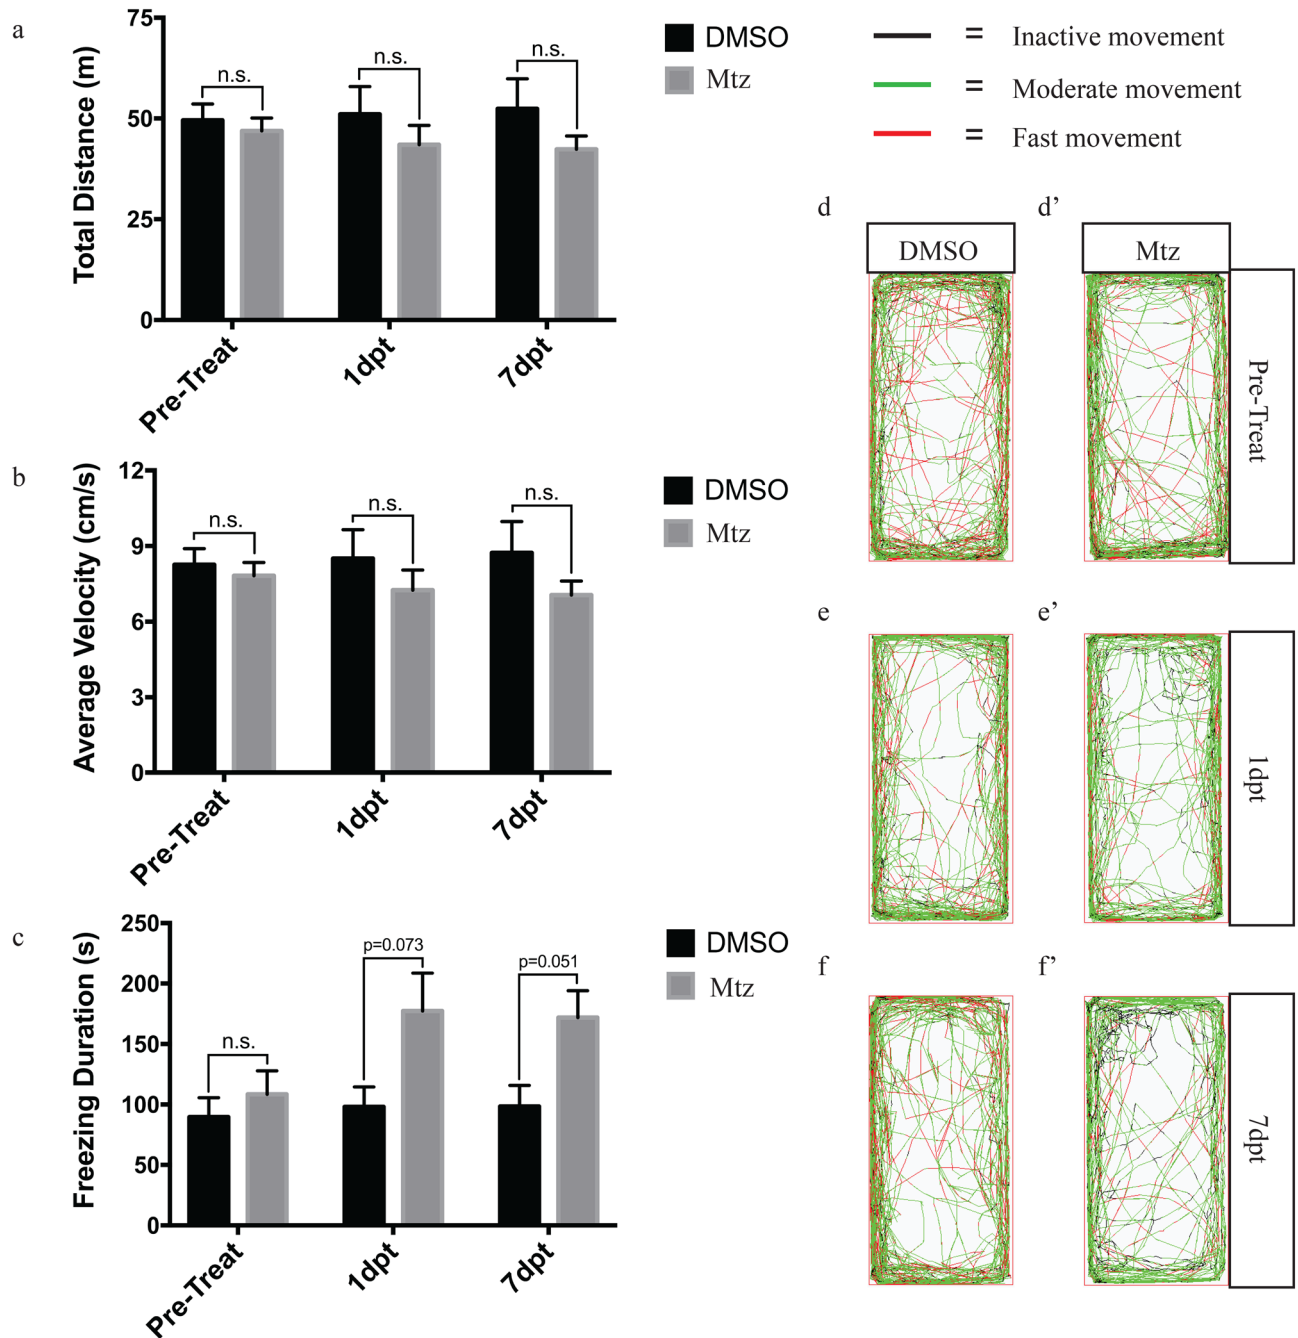 a
Total Distance (m)
75
50
25
0
n.s.
n.s.
n.s.
Pre-Treat
1dpt
7dpt
DMSO
Mtz
b
Average Velocity (cm/s)
12
9
6
3
0
n.s.
n.s.
n.s.
Pre-Treat
1dpt
7dpt
DMSO
Mtz
c
Freezing Duration (s)
250
200
150
100
50
0
n.s.
p=0.073
p=0.051
Pre-Treat
1dpt
7dpt
DMSO
Mtz
= Inactive movement
= Moderate movement
= Fast movement
d
d’
DMSO
Mtz
Pre-Treat
e
e’
1dpt
f
f’
7dpt